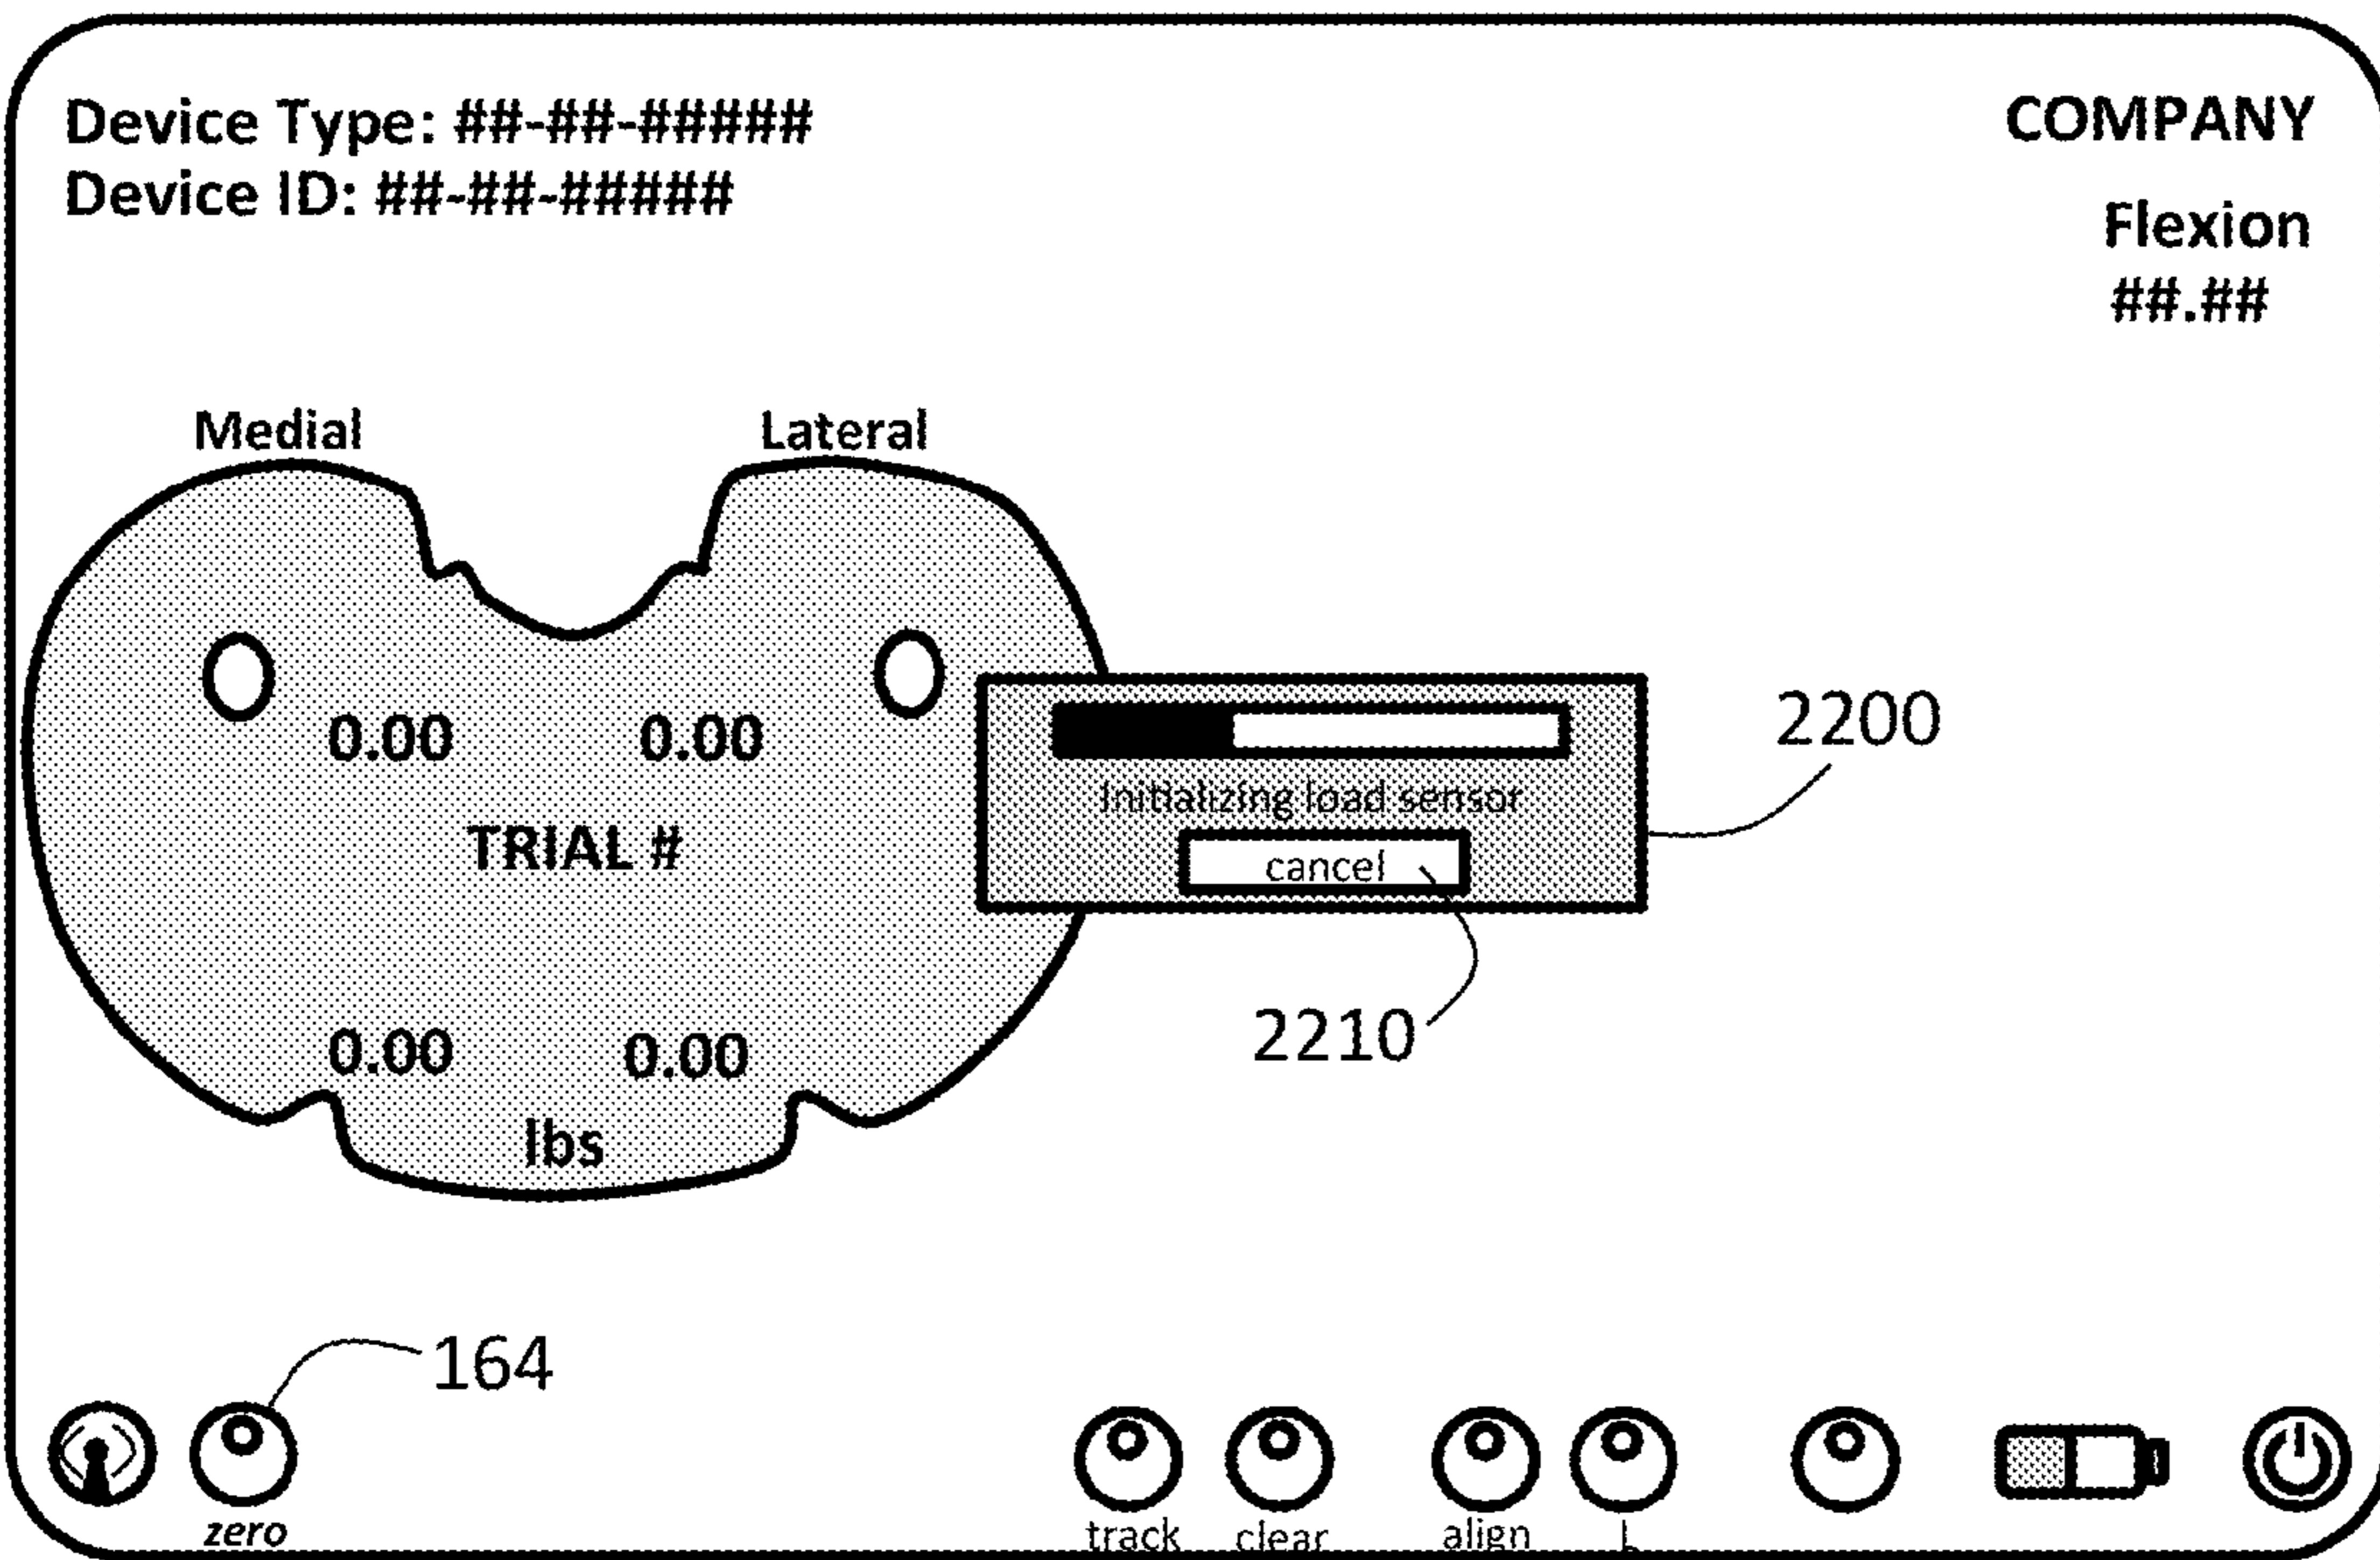 Device Type: ##-##-#####
Device ID: ##-##-#####
COMPANY
Flexion
##.##
Medial
Lateral
0.00
0.00
TRIAL #
0.00
0.00
lbs
Initializing load sensor
cancel
2200
2210
164
zero
track
clear
align
L